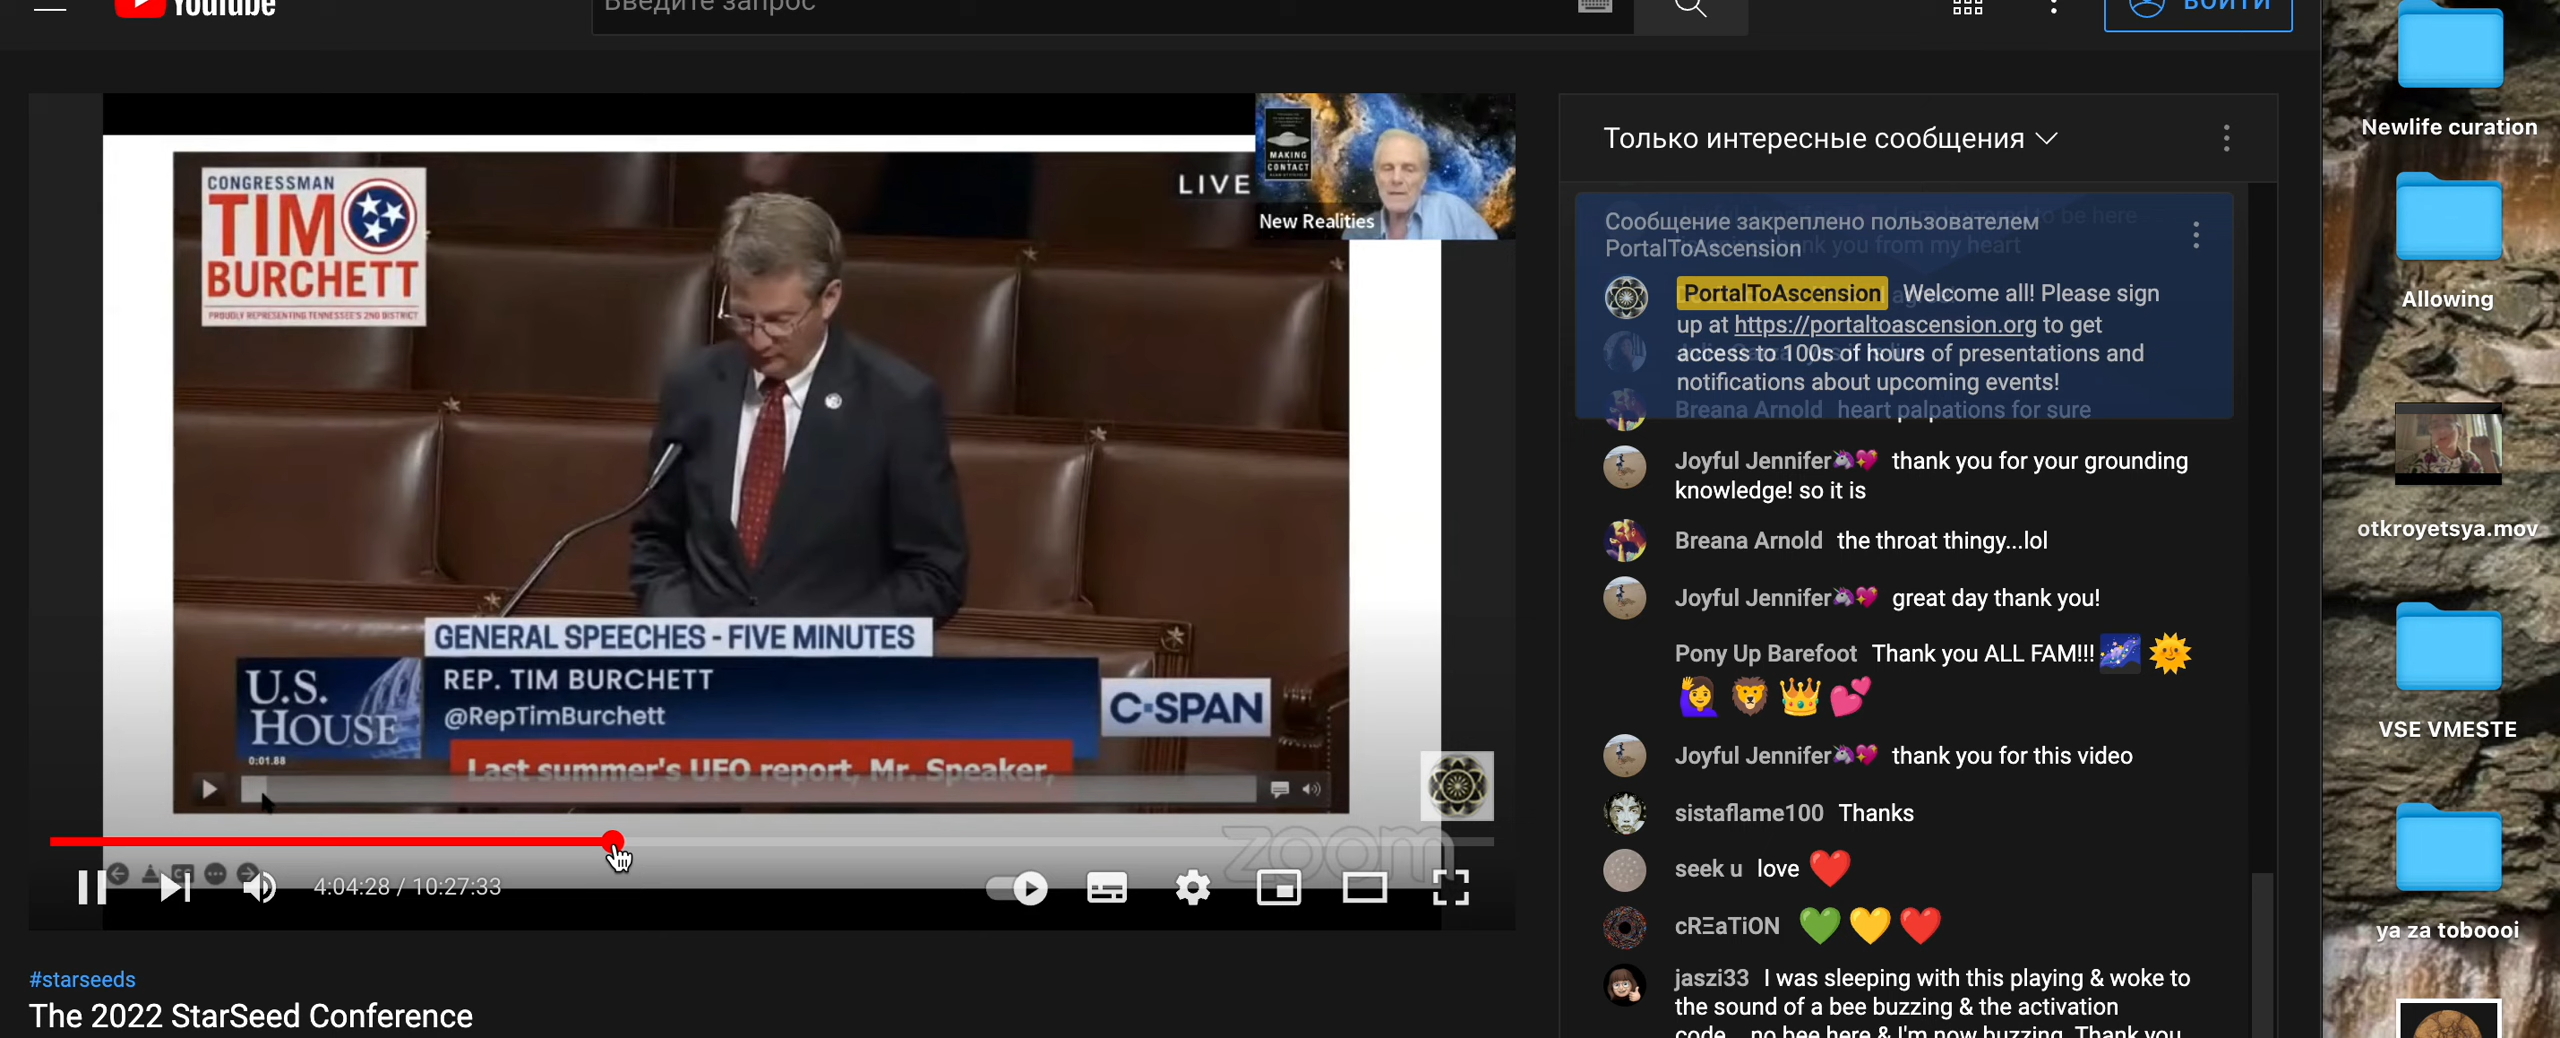 YouTube
Введите запрос
ВОЙТИ
CONGRESSMAN
TIM
BURCHETT
PROUDLY REPRESENTING TENNESSEE'S 2ND DISTRICT
LIVE
MAKING
CONTACT
New Realities
GENERAL SPEECHES - FIVE MINUTES
U.S.
HOUSE
REP. TIM BURCHETT
@RepTimBurchett
C-SPAN
0:01.88
Last summer's UFO report, Mr. Speaker,
zoom
4:04:28 / 10:27:33
#starseeds
The 2022 StarSeed Conference
Только интересные сообщения
Сообщение закреплено пользователем
PortalToAscension
PortalToAscension Welcome all! Please sign
up at https://portaltoascension.org to get
access to 100s of hours of presentations and
notifications about upcoming events!
Breana Arnold heart palpations for sure
Joyful Jennifer🦄💖 thank you for your grounding
knowledge! so it is
Breana Arnold the throat thingy...lol
Joyful Jennifer🦄💖 great day thank you!
Pony Up Barefoot Thank you ALL FAM!!!🌌🌞
🙋‍♀️🦁👑💕
Joyful Jennifer🦄💖 thank you for this video
sistaflame100 Thanks
seek u love ❤️
cRΞaTiON 💚💛❤️
jaszi33 I was sleeping with this playing & woke to
the sound of a bee buzzing & the activation
code... no bee here & I'm now buzzing. Thank you
Newlife curation
Allowing
otkroyetsya.mov
VSE VMESTE
ya za toboooi